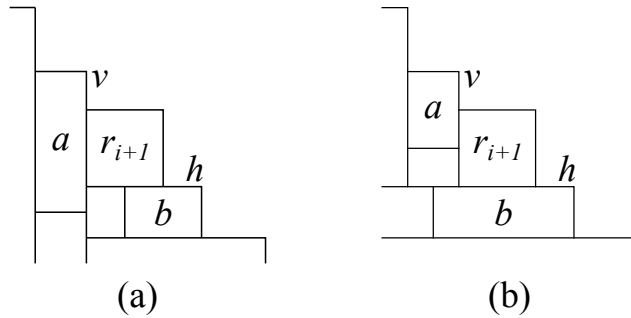 v v
a r_{i+1} a r_{i+1}
h h
b b
(a) (b)